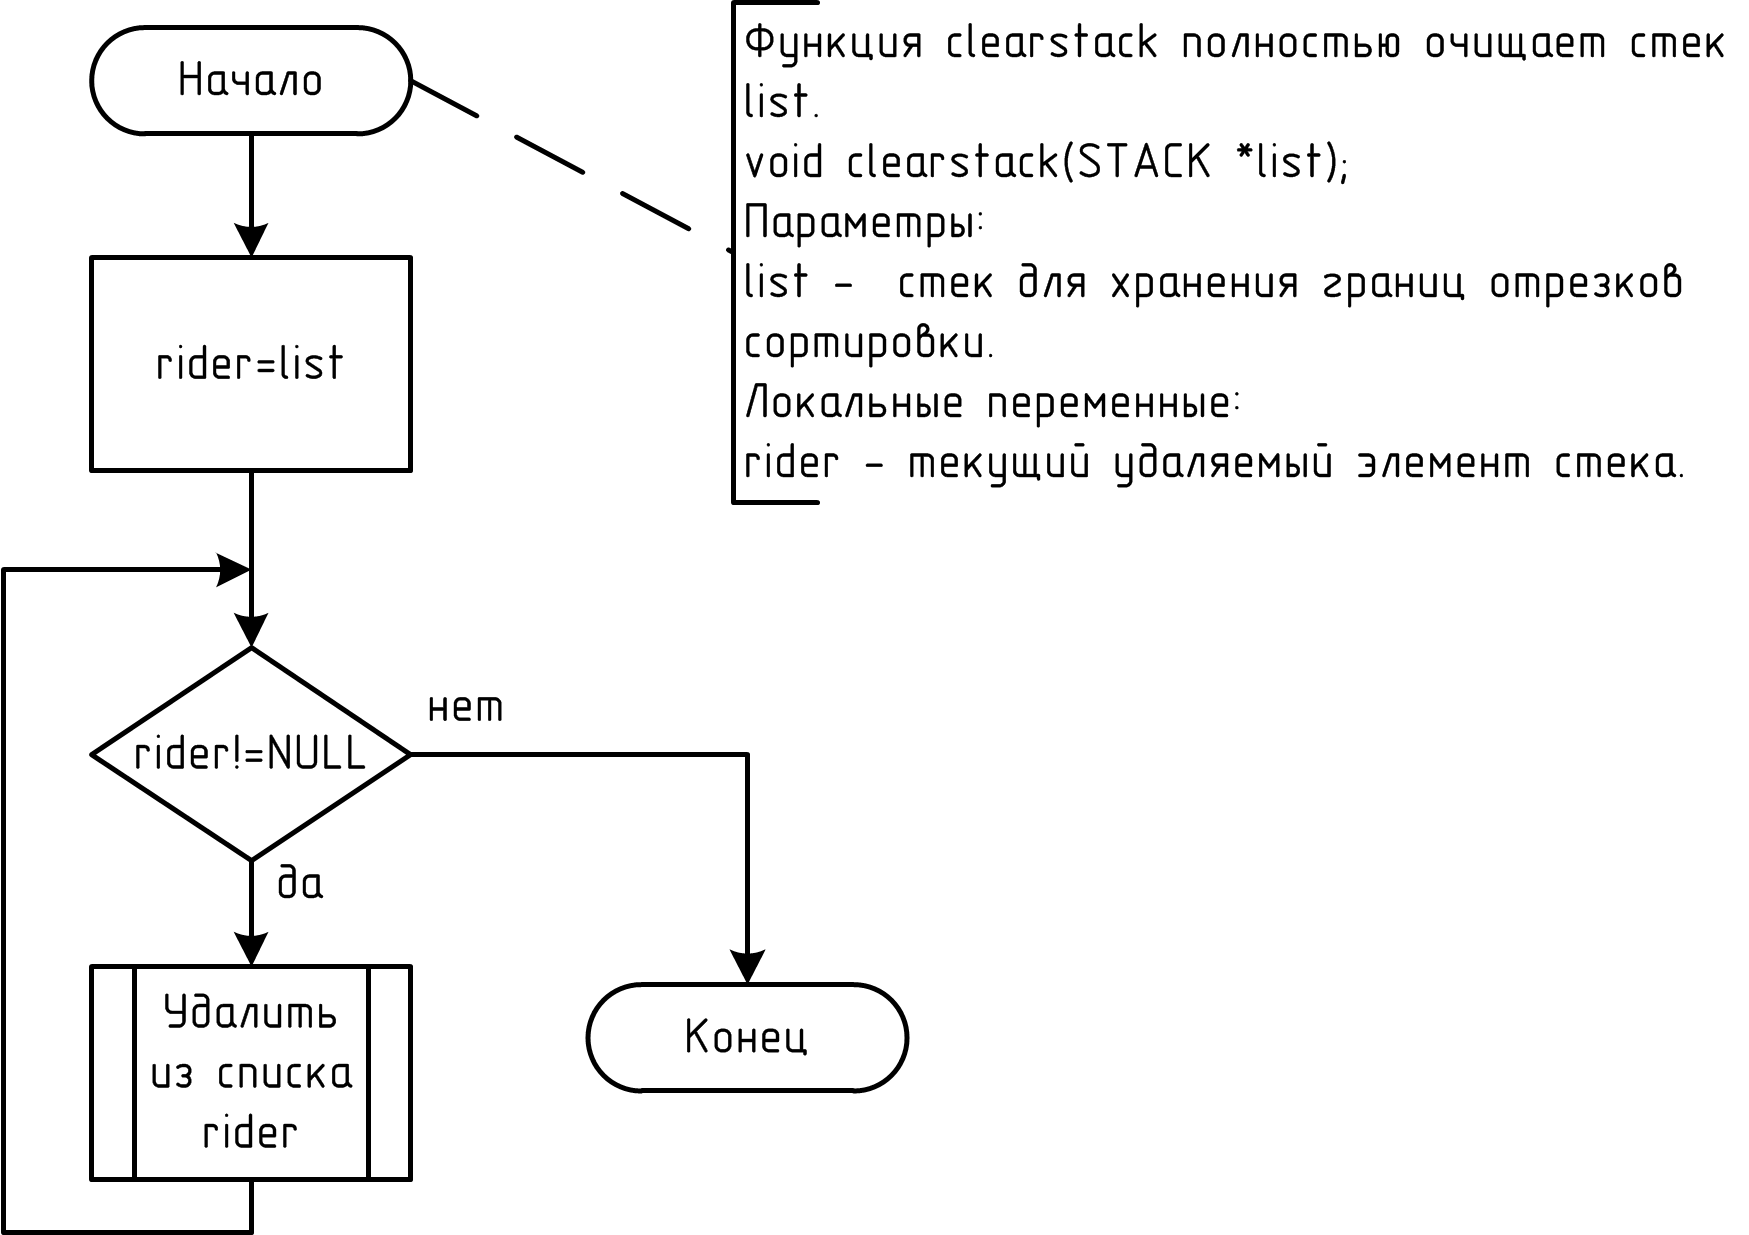 Начало
Функция clearstack полностью очищает стек
list.
void clearstack(STACK *list);
Параметры:
list -  стек для хранения границ отрезков
сортировки.
Локальные переменные:
rider - текущий удаляемый элемент стека.
rider=list
нет
rider!=NULL
да
Удалить
из списка
rider
Конец